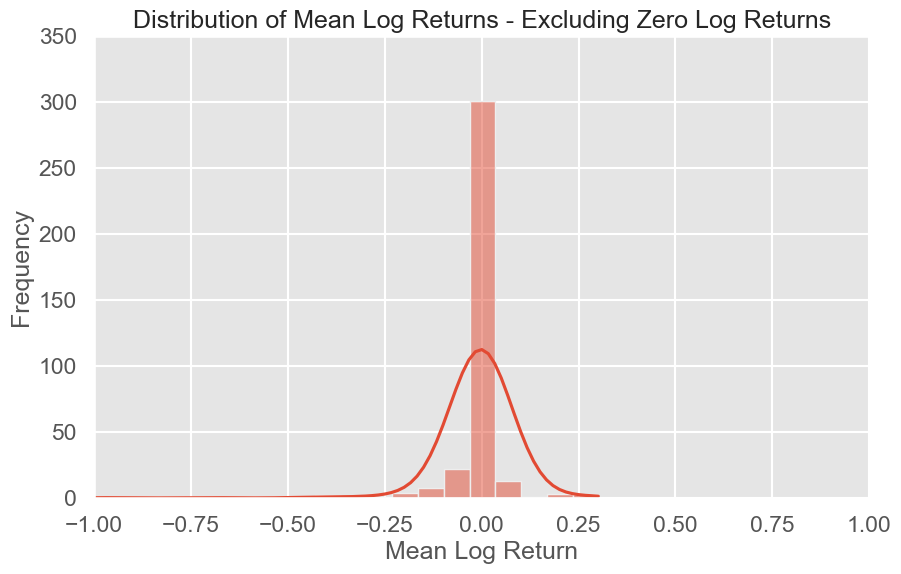 Distribution of Mean Log Returns - Excluding Zero Log Returns
350
300
250
200
150
100
50
0
Frequency
−1.00 −0.75 −0.50 −0.25 0.00 0.25 0.50 0.75 1.00
Mean Log Return